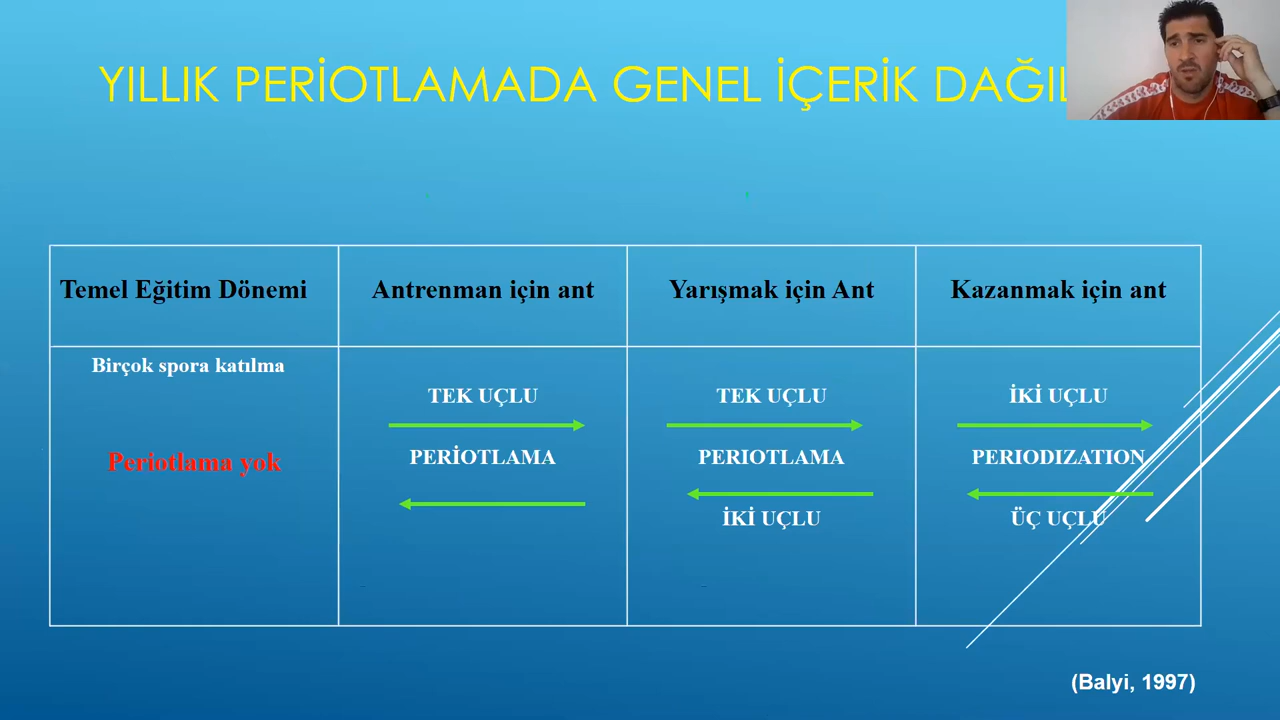 YILLIK PERİOTLAMADA GENEL İÇERİK
Temel Eğitim Dönemi
Antrenman için ant
Yarışmak için Ant
Kazanmak için ant
Birçok spora katılma
Periotlama yok
TEK UÇLU
PERİOTLAMA
TEK UÇLU
PERIOTLAMA
İKİ UÇLU
İKİ UÇLU
PERIODIZATION
ÜÇ UÇLU
(Balyi, 1997)